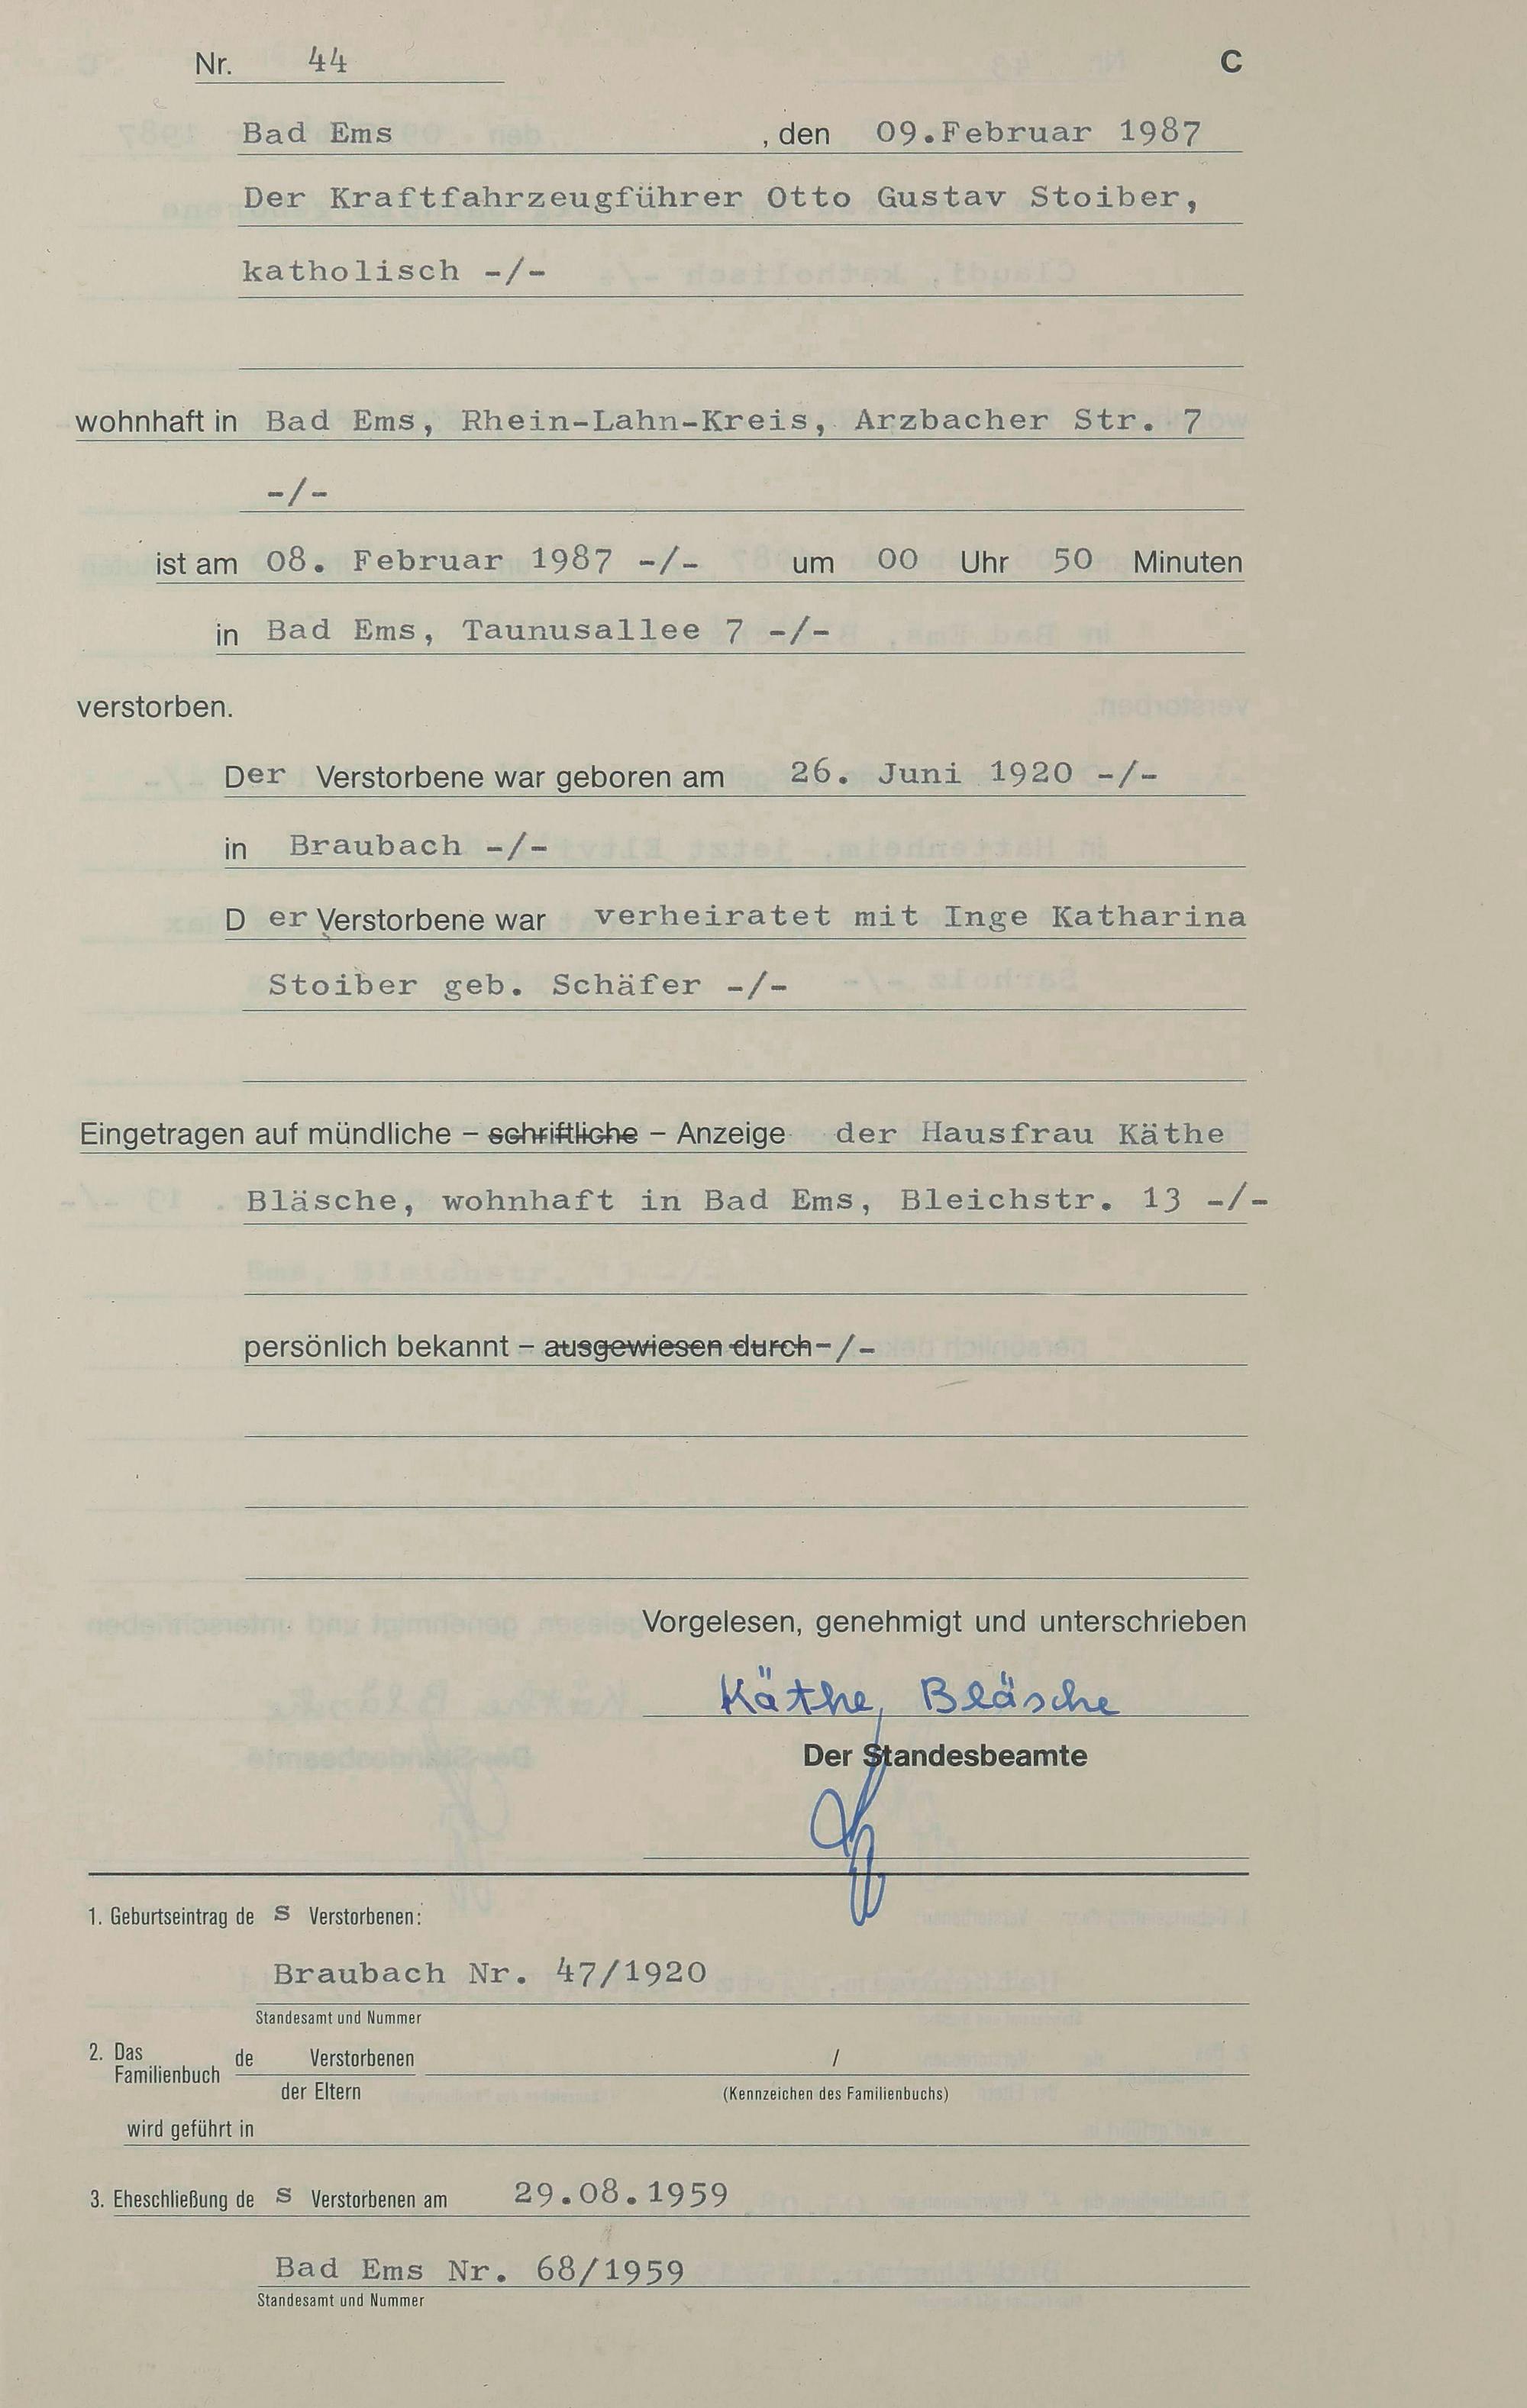 Nr. 44 C
Bad Ems , den 09.Februar 1987
Der Kraftfahrzeugführer Otto Gustav Stoiber,
katholisch -/-
wohnhaft in Bad Ems, Rhein-Lahn-Kreis, Arzbacher Str. 7
-/-
ist am 08. Februar 1987 -/- um 00 Uhr 50 Minuten
in Bad Ems, Taunusallee 7 -/-
verstorben.
Der Verstorbene war geboren am 26. Juni 1920 -/-
in Braubach -/-
D er Verstorbene war verheiratet mit Inge Katharina
Stoiber geb. Schäfer -/-
Eingetragen auf mündliche – schriftliche – Anzeige der Hausfrau Käthe
Bläsche, wohnhaft in Bad Ems, Bleichstr. 13 -/-
persönlich bekannt – ausgewiesen durch -/-
Vorgelesen, genehmigt und unterschrieben
Käthe, Bläsche
Der Standesbeamte
1. Geburtseintrag de s Verstorbenen:
Braubach Nr. 47/1920
Standesamt und Nummer
2. Das Familienbuch de Verstorbenen /
der Eltern (Kennzeichen des Familienbuchs)
wird geführt in
3. Eheschließung de s Verstorbenen am 29.08.1959
Bad Ems Nr. 68/1959
Standesamt und Nummer